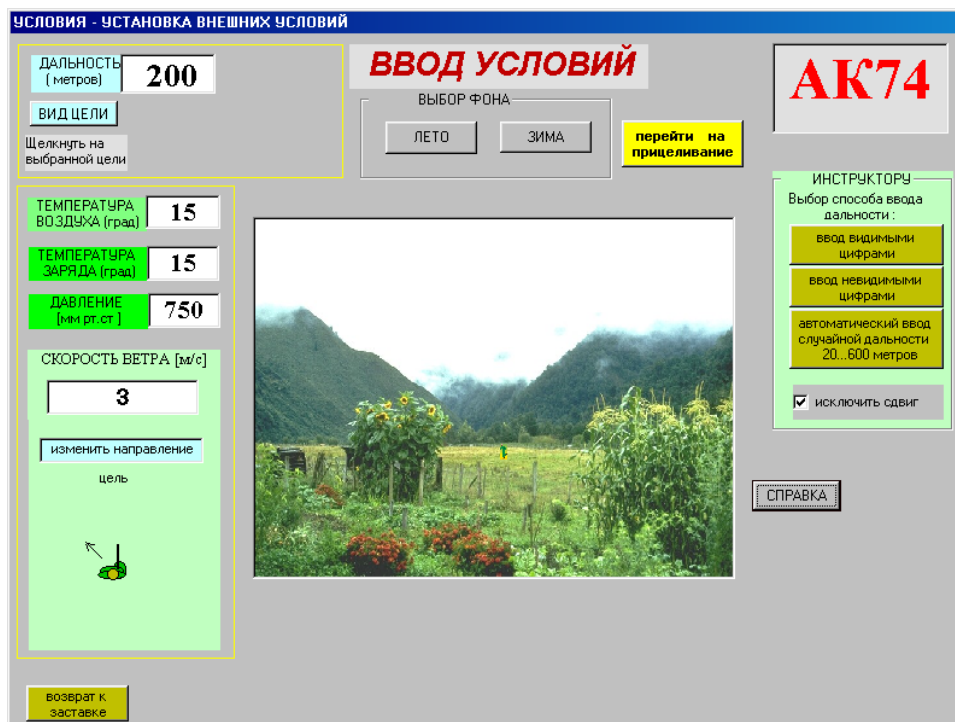 УСЛОВИЯ - УСТАНОВКА ВНЕШНИХ УСЛОВИЙ
ДАЛЬНОСТЬ
( метров)
200
ВИД ЦЕЛИ
Щелкнуть на
выбранной цели
ВВОД УСЛОВИЙ
ВЫБОР ФОНА
ЛЕТО
ЗИМА
перейти на
прицеливание
АК74
ТЕМПЕРАТУРА
ВОЗДУХА (град)
15
ТЕМПЕРАТУРА
ЗАРЯДА (град)
15
ДАВЛЕНИЕ
[мм рт.ст ]
750
СКОРОСТЬ ВЕТРА [м/с]
3
изменить направление
цель
ИНСТРУКТОРУ
Выбор способа ввода
дальности :
ввод видимыми
цифрами
ввод невидимыми
цифрами
автоматический ввод
случайной дальности
20...600 метров
исключить сдвиг
СПРАВКА
возврат к
заставке